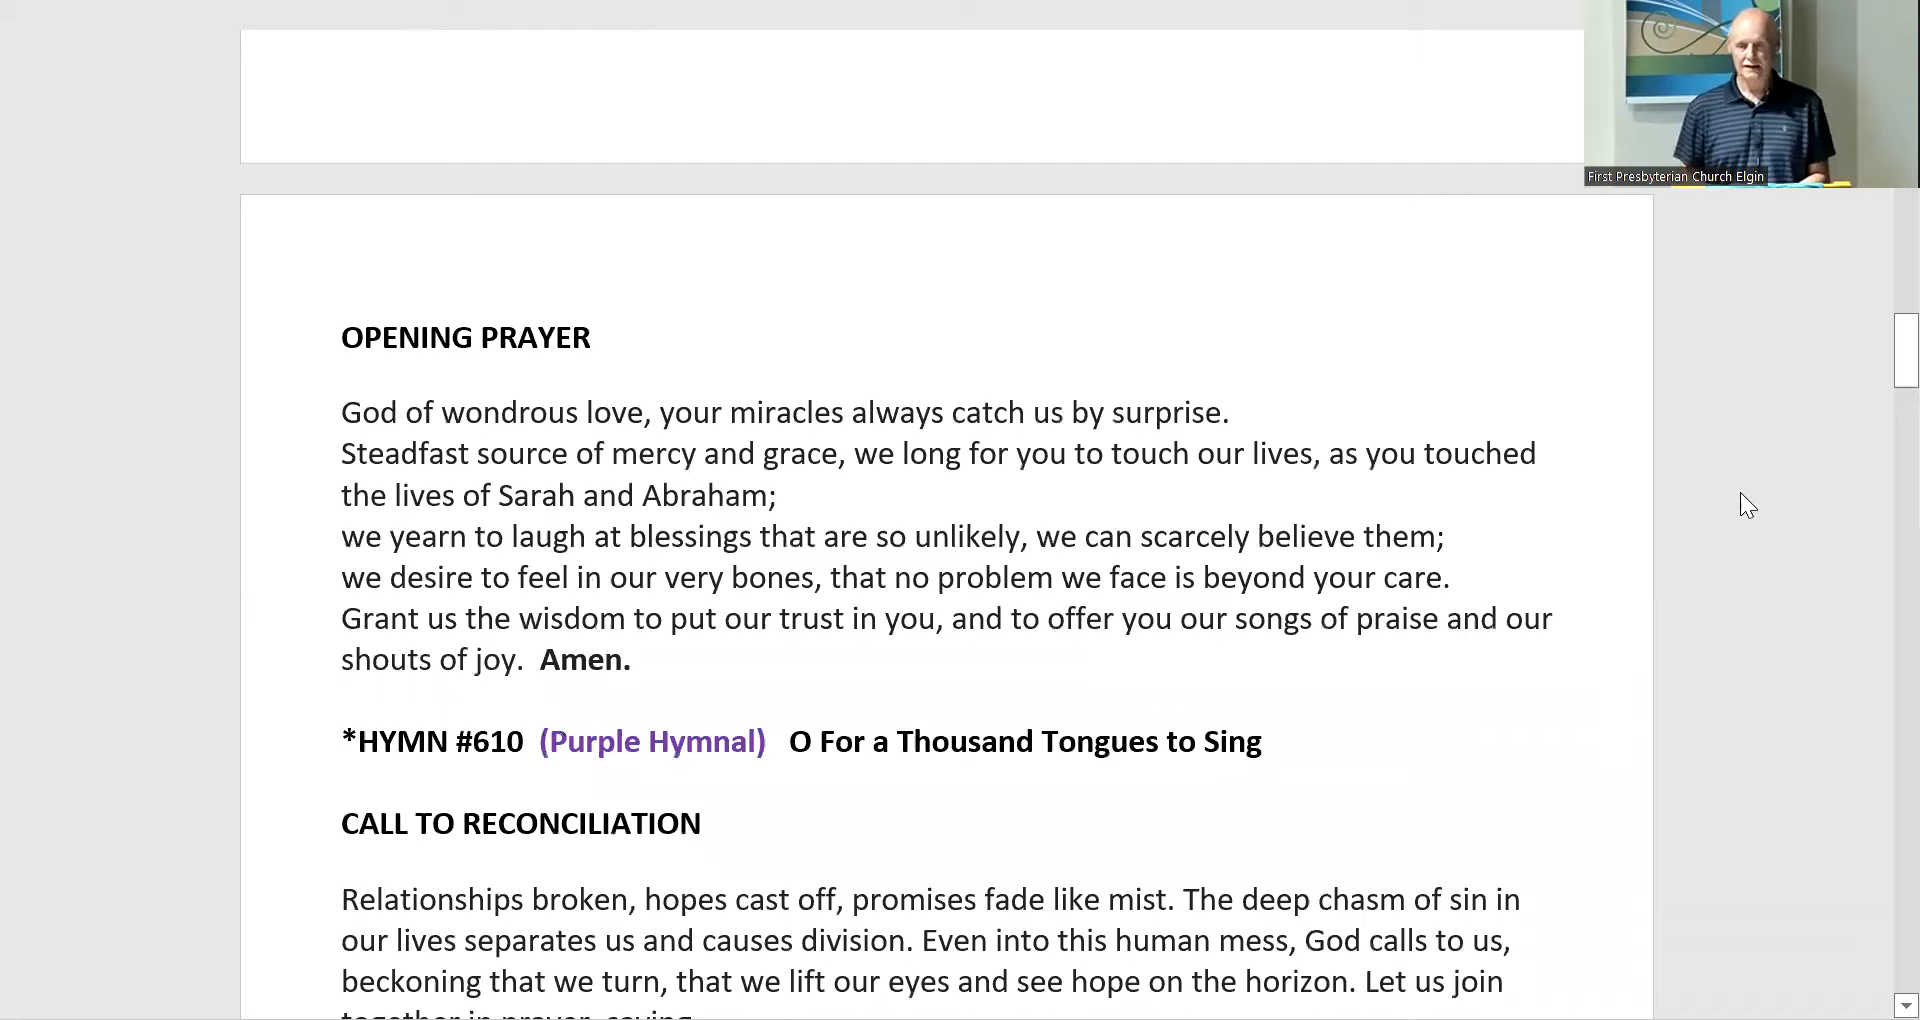 First Presbyterian Church Elgin
OPENING PRAYER
God of wondrous love, your miracles always catch us by surprise.
Steadfast source of mercy and grace, we long for you to touch our lives, as you touched
the lives of Sarah and Abraham;
we yearn to laugh at blessings that are so unlikely, we can scarcely believe them;
we desire to feel in our very bones, that no problem we face is beyond your care.
Grant us the wisdom to put our trust in you, and to offer you our songs of praise and our
shouts of joy.  Amen.
*HYMN #610  (Purple Hymnal)   O For a Thousand Tongues to Sing
CALL TO RECONCILIATION
Relationships broken, hopes cast off, promises fade like mist. The deep chasm of sin in
our lives separates us and causes division. Even into this human mess, God calls to us,
beckoning that we turn, that we lift our eyes and see hope on the horizon. Let us join
together in prayer, saying